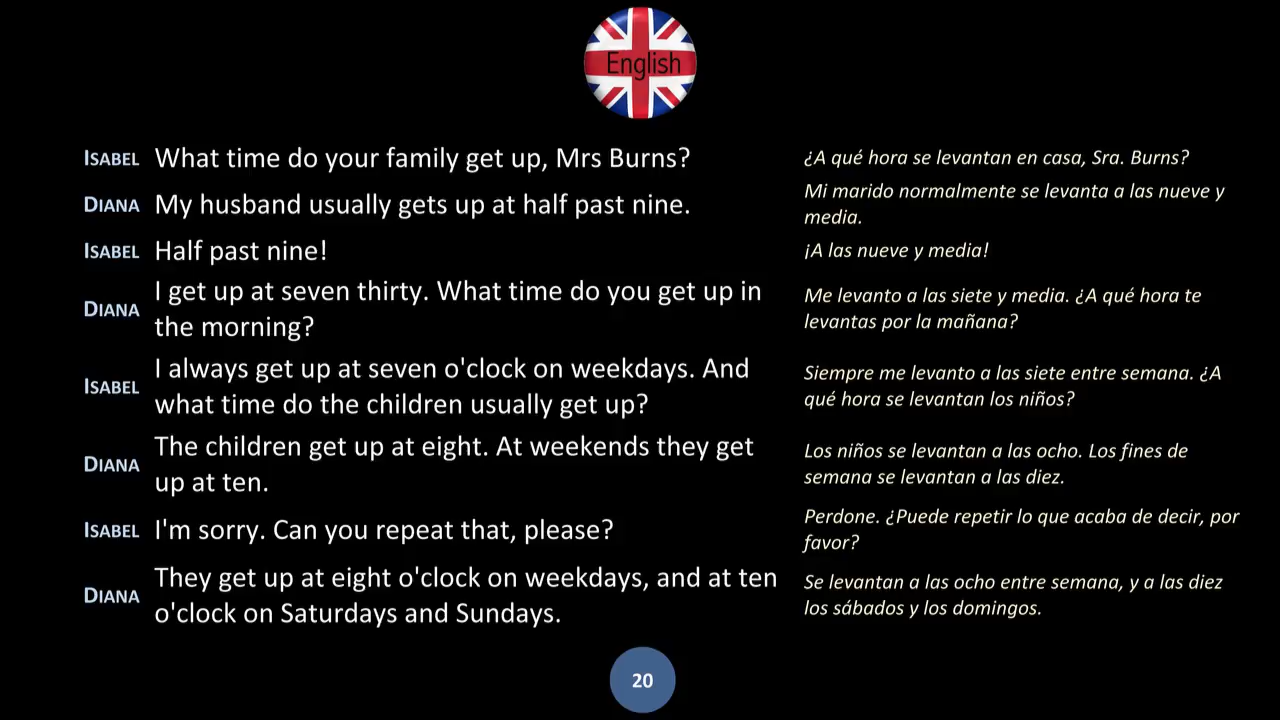 English
ISABEL What time do your family get up, Mrs Burns? ¿A qué hora se levantan en casa, Sra. Burns?
DIANA My husband usually gets up at half past nine. Mi marido normalmente se levanta a las nueve y
media.
ISABEL Half past nine! ¡A las nueve y media!
DIANA I get up at seven thirty. What time do you get up in
the morning?
Me levanto a las siete y media. ¿A qué hora te
levantas por la mañana?
ISABEL I always get up at seven o'clock on weekdays. And
what time do the children usually get up?
Siempre me levanto a las siete entre semana. ¿A
qué hora se levantan los niños?
DIANA The children get up at eight. At weekends they get
up at ten.
Los niños se levantan a las ocho. Los fines de
semana se levantan a las diez.
ISABEL I'm sorry. Can you repeat that, please? Perdone. ¿Puede repetir lo que acaba de decir, por
favor?
DIANA They get up at eight o'clock on weekdays, and at ten
o'clock on Saturdays and Sundays.
Se levantan a las ocho entre semana, y a las diez
los sábados y los domingos.
20